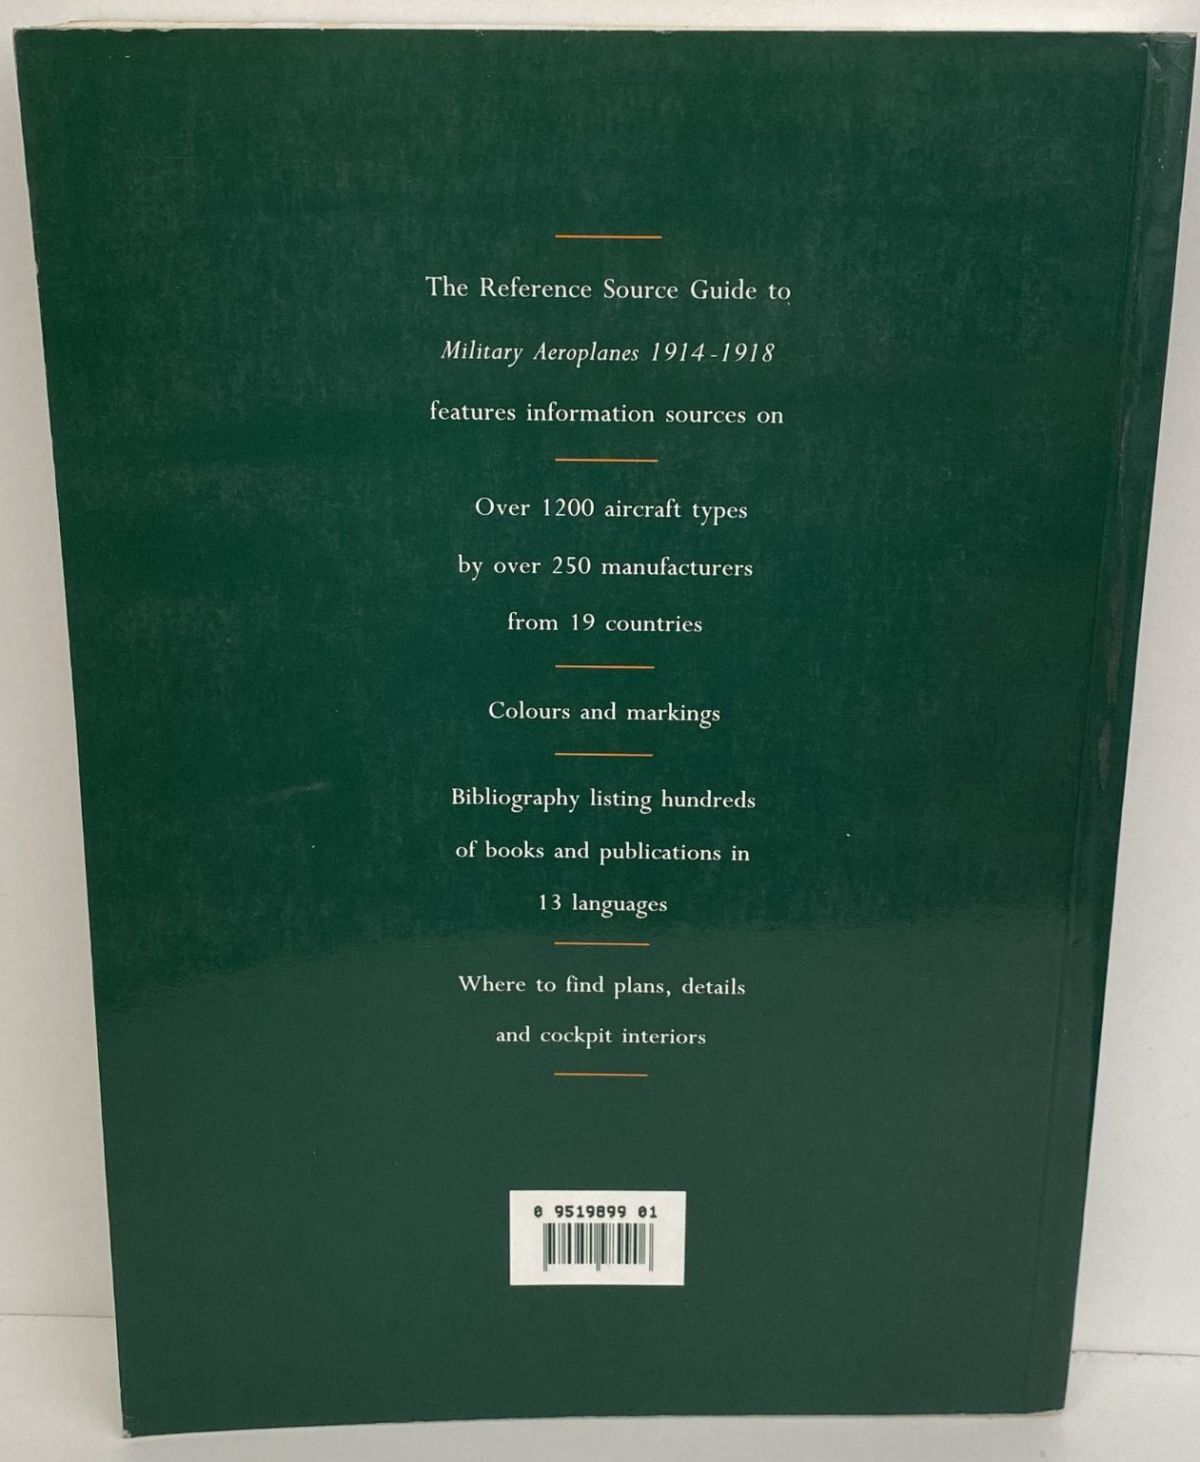 The Reference Source Guide to
Military Aeroplanes 1914-1918
features information sources on
Over 1200 aircraft types
by over 250 manufacturers
from 19 countries
Colours and markings
Bibliography listing hundreds
of books and publications in
13 languages
Where to find plans, details
and cockpit interiors
0 9519899 01